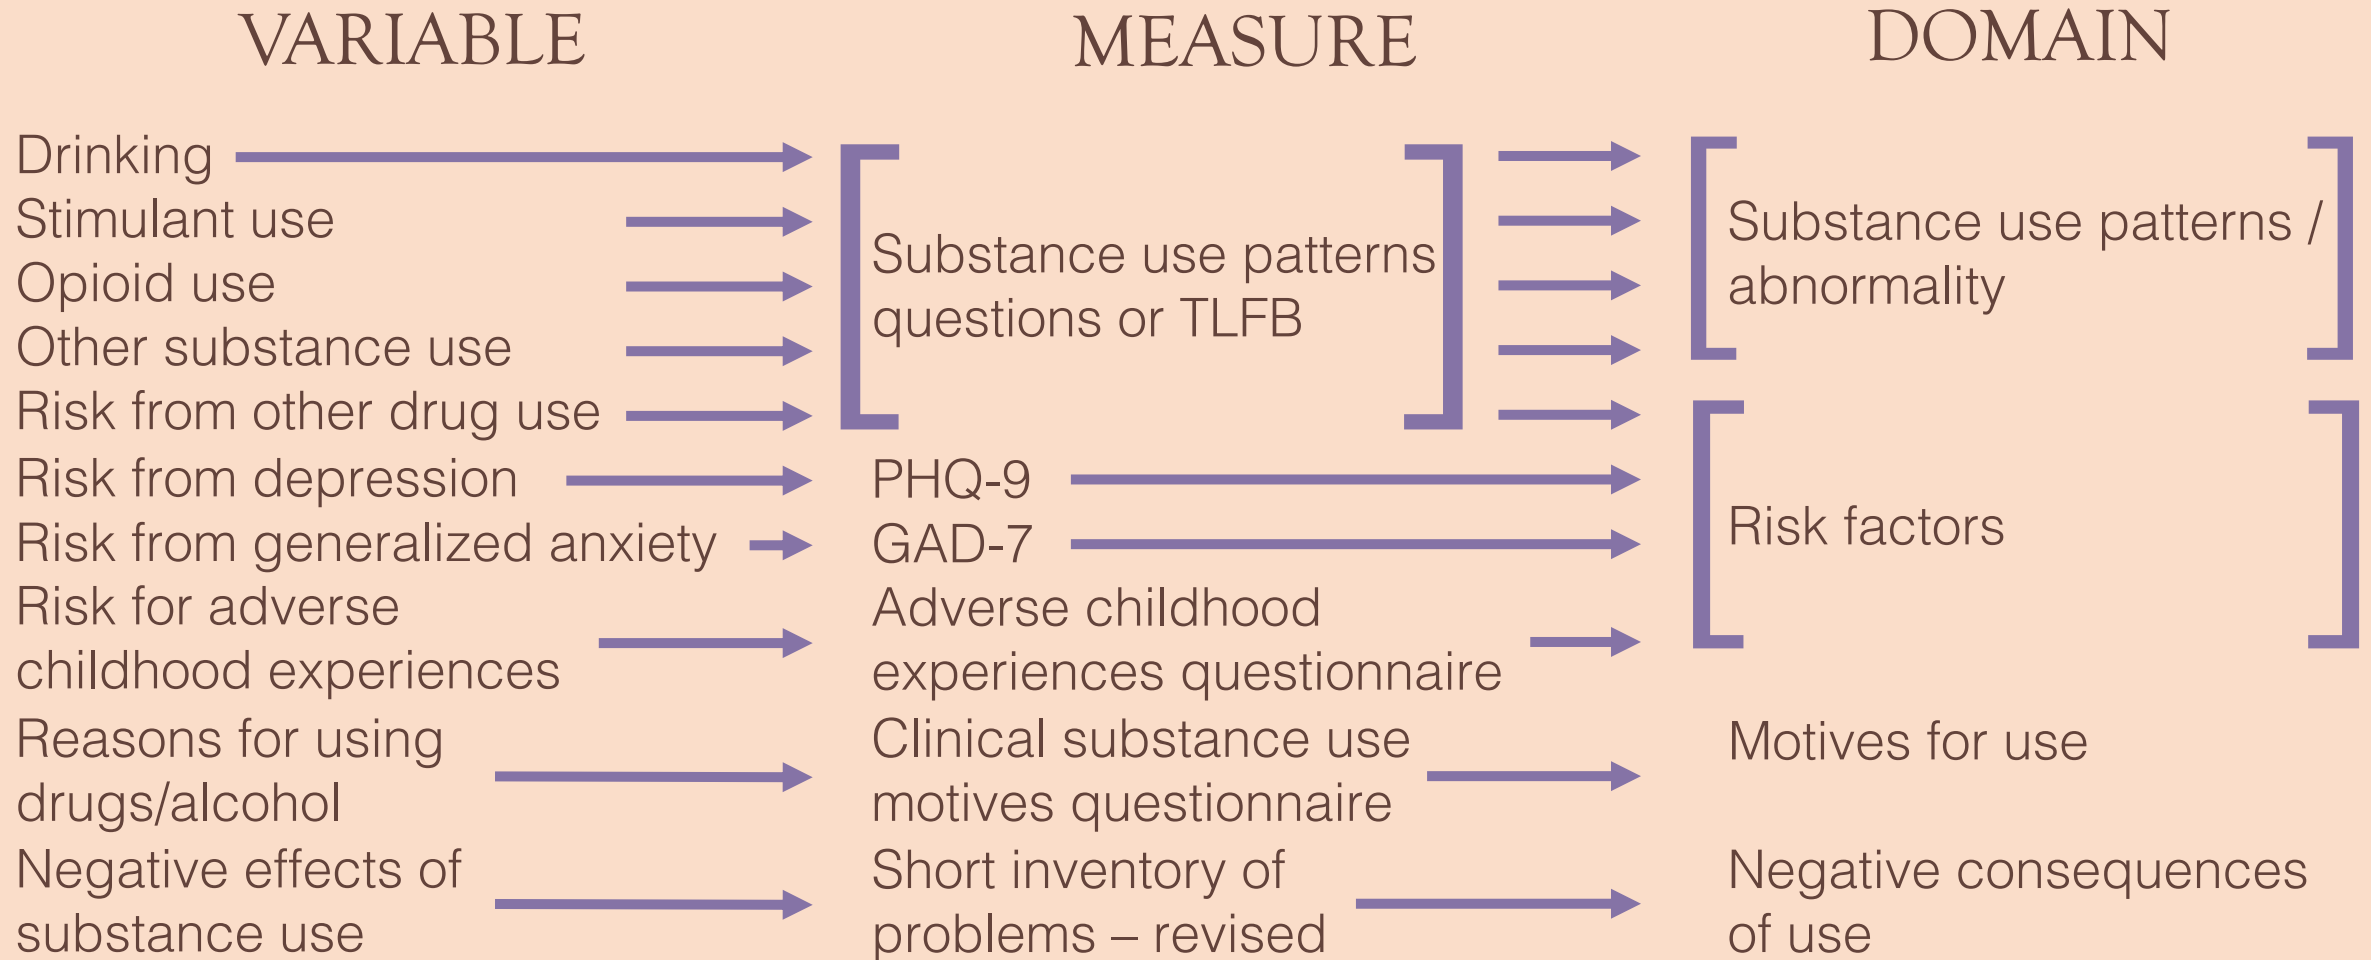 VARIABLE MEASURE DOMAIN
Drinking
Stimulant use
Opioid use
Other substance use
Risk from other drug use
Risk from depression
Risk from generalized anxiety
Risk for adverse
childhood experiences
Reasons for using
drugs/alcohol
Negative effects of
substance use
Substance use patterns
questions or TLFB
PHQ-9
GAD-7
Adverse childhood
experiences questionnaire
Clinical substance use
motives questionnaire
Short inventory of
problems – revised
Substance use patterns /
abnormality
Risk factors
Motives for use
Negative consequences
of use